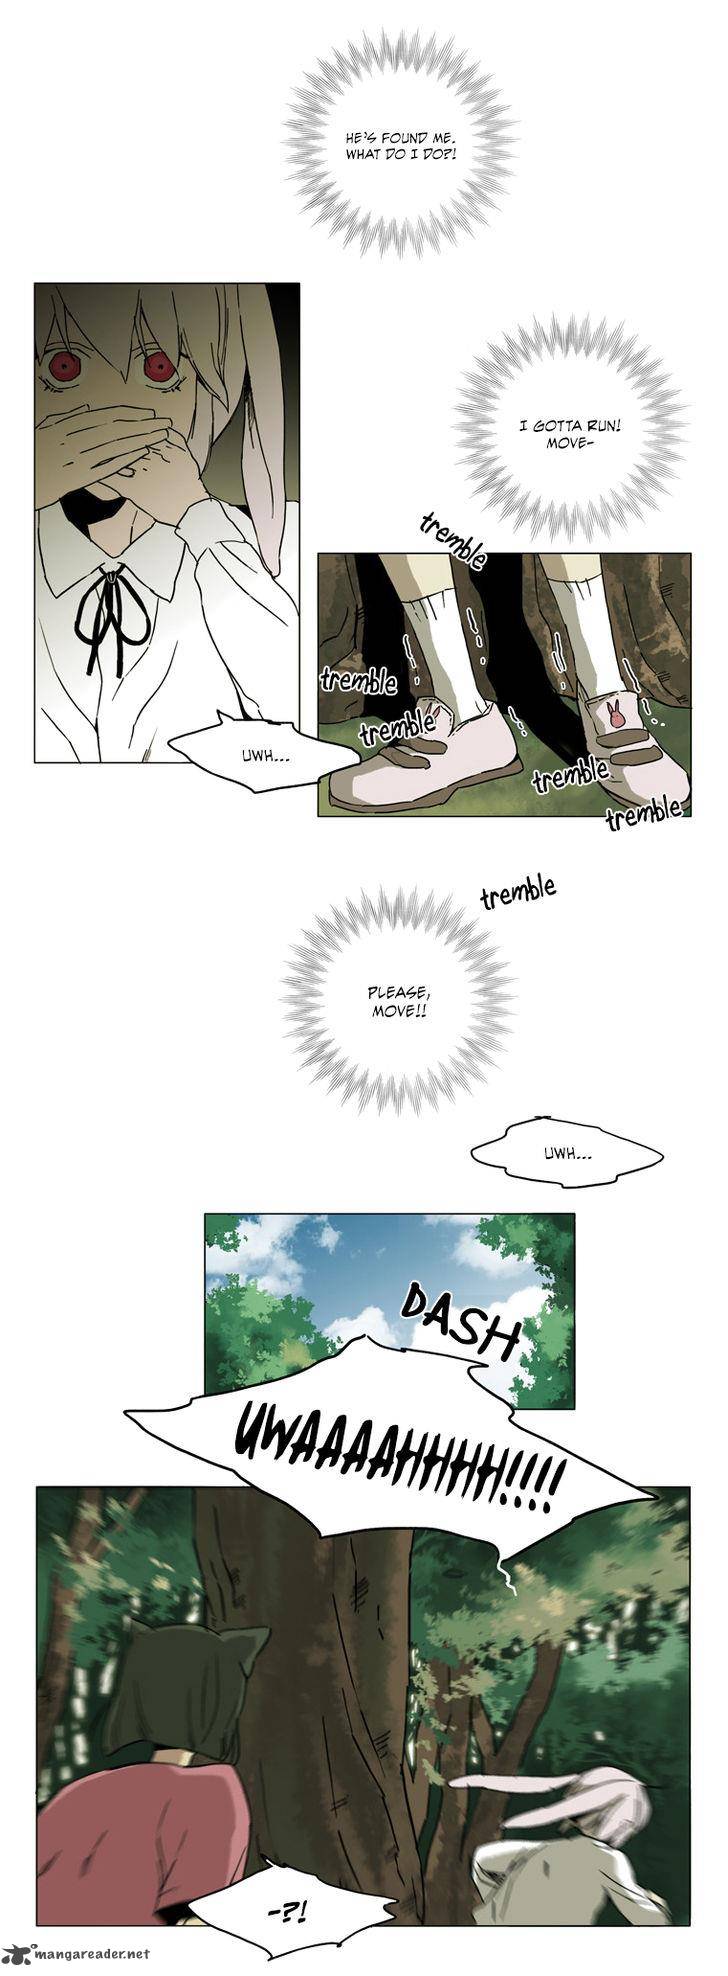 HE'S FOUND ME.
WHAT DO I DO?!
I GOTTA RUN!
MOVE-
tremble
tremble
tremble
tremble
tremble
UWH...
tremble
PLEASE,
MOVE!!
UWH...
DASH
UWAAAAHHHH!!!!
-?!
mangareader.net